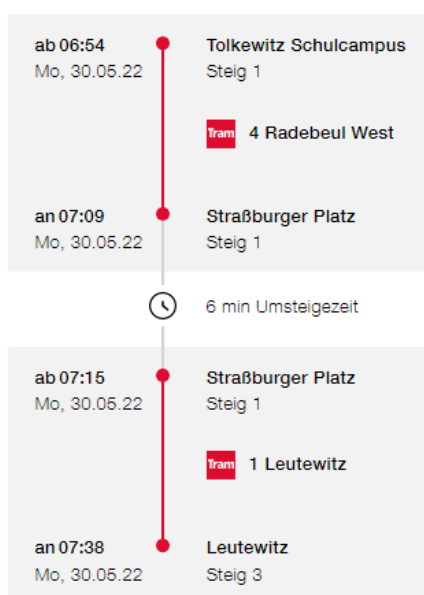 ab 06:54 Tolkewitz Schulcampus
Mo, 30.05.22 Steig 1
Tram 4 Radebeul West
an 07:09 Straßburger Platz
Mo, 30.05.22 Steig 1
6 min Umsteigezeit
ab 07:15 Straßburger Platz
Mo, 30.05.22 Steig 1
Tram 1 Leutewitz
an 07:38 Leutewitz
Mo, 30.05.22 Steig 3